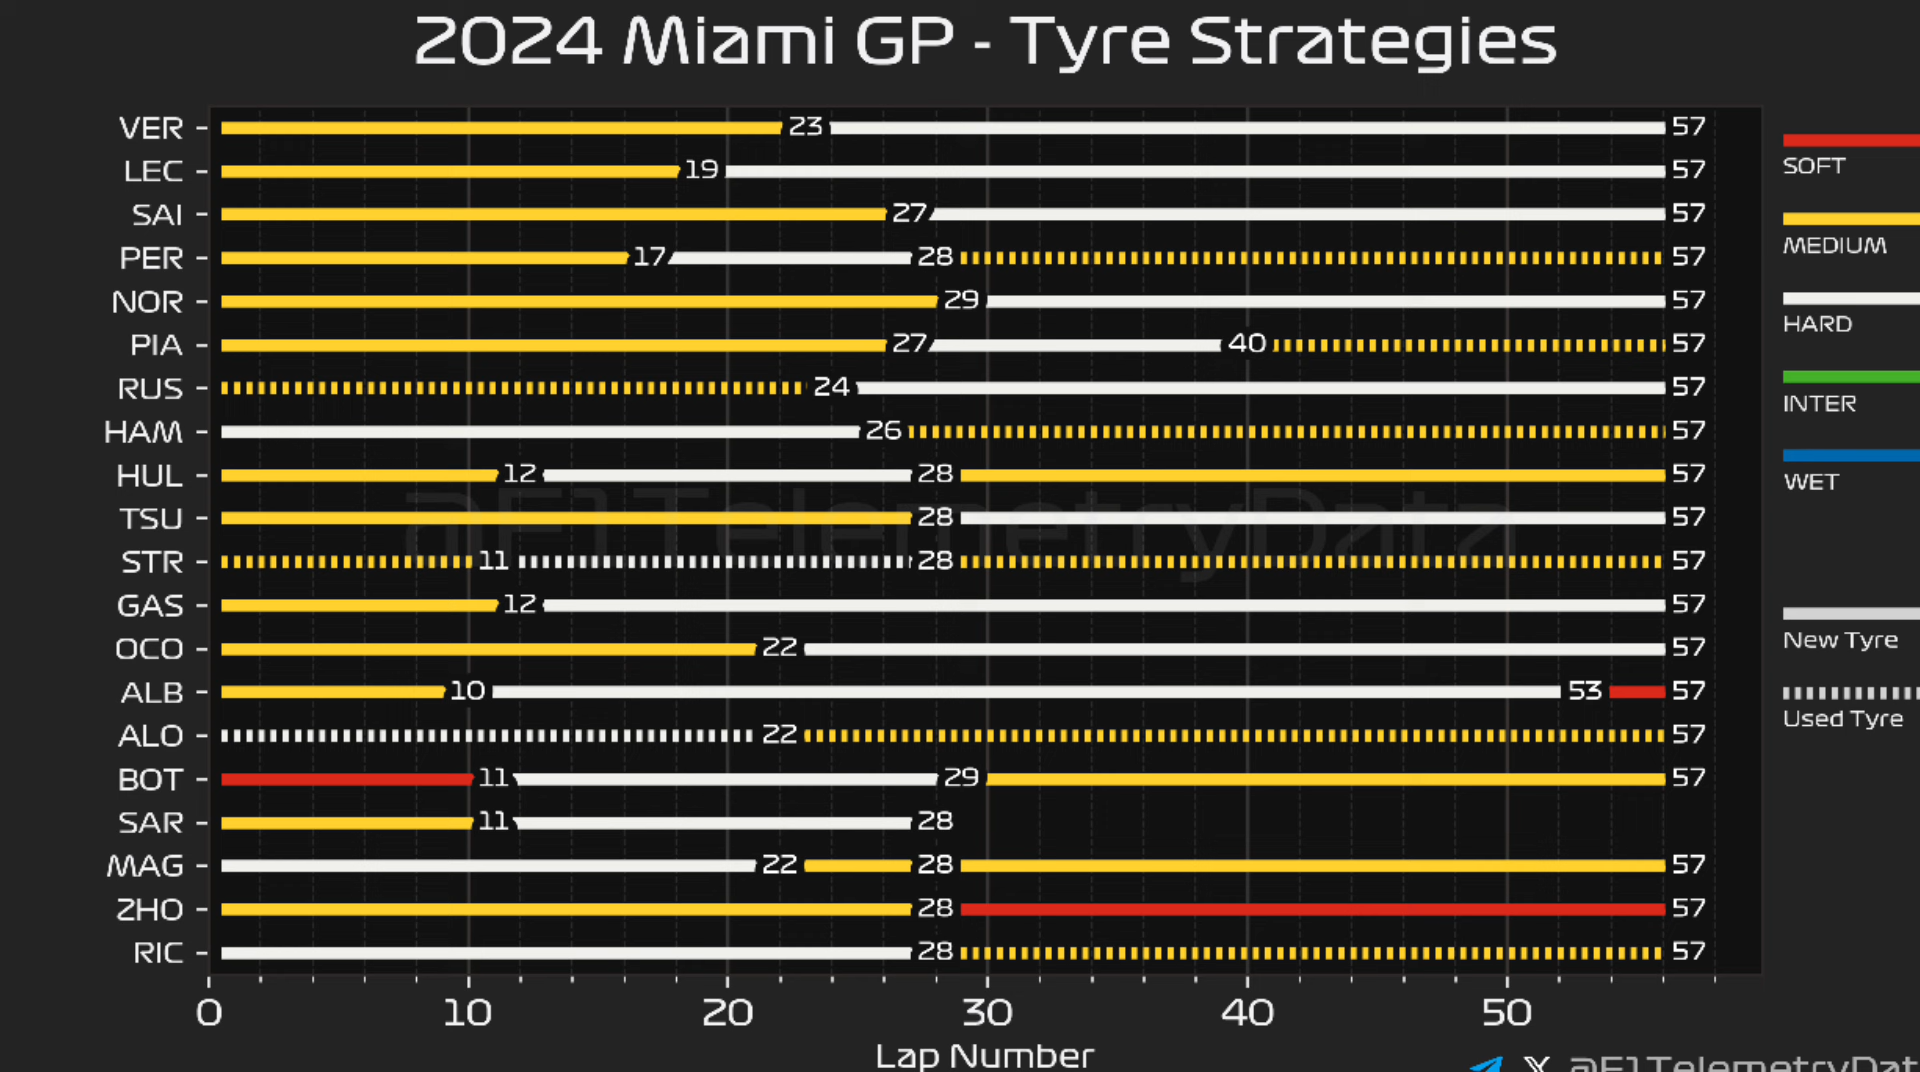 2024 Miami GP - Tyre Strategies
VER 23 57
LEC 19 57
SAI 27 57
PER 17 28 57
NOR 29 57
PIA 27 40 57
RUS 24 57
HAM 26 57
HUL 12 28 57
TSU 28 57
STR 11 28 57
GAS 12 57
OCO 22 57
ALB 10 53 57
ALO 22 57
BOT 11 29 57
SAR 11 28
MAG 22 28 57
ZHO 28 57
RIC 28 57
0 10 20 30 40 50
Lap Number
SOFT
MEDIUM
HARD
INTER
WET
New Tyre
Used Tyre
@F1TelemetryData
@F1TelemetryDat